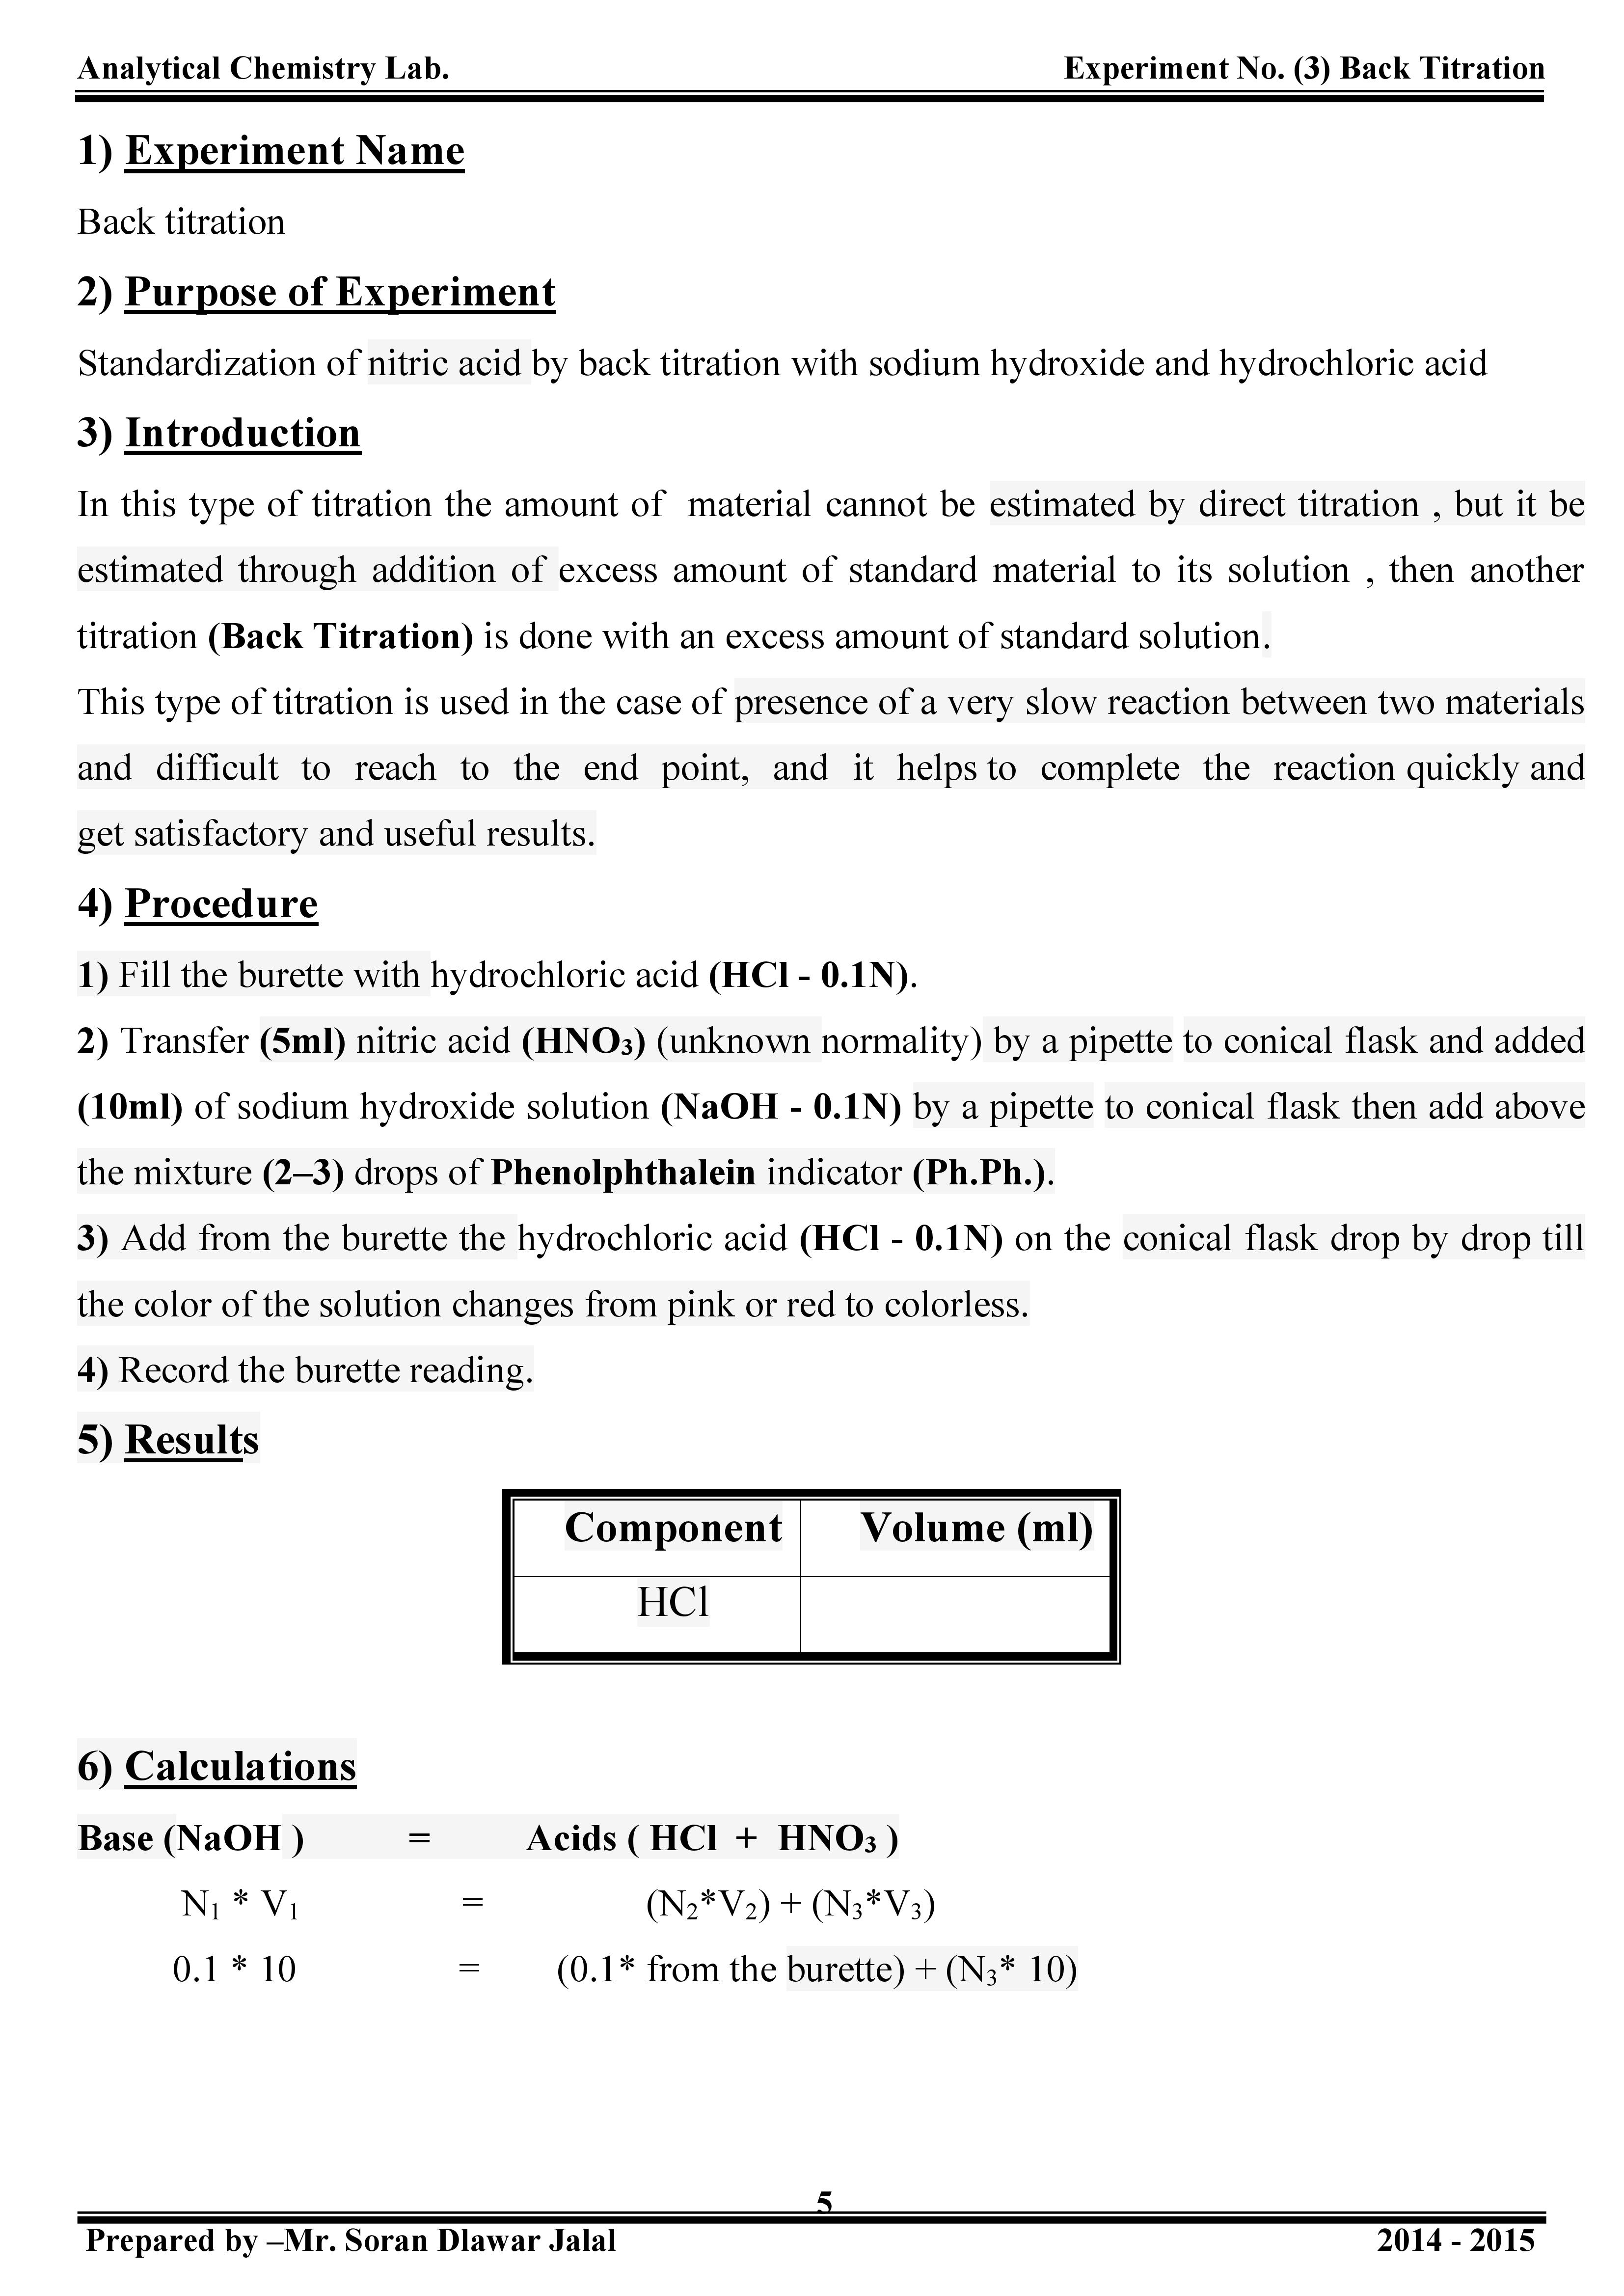 Analytical Chemistry Lab. Experiment No. (3) Back Titration
1) Experiment Name
Back titration
2) Purpose of Experiment
Standardization of nitric acid by back titration with sodium hydroxide and hydrochloric acid
3) Introduction
In this type of titration the amount of material cannot be estimated by direct titration , but it be
estimated through addition of excess amount of standard material to its solution , then another
titration (Back Titration) is done with an excess amount of standard solution.
This type of titration is used in the case of presence of a very slow reaction between two materials
and difficult to reach to the end point, and it helps to complete the reaction quickly and
get satisfactory and useful results.
4) Procedure
1) Fill the burette with hydrochloric acid (HCl - 0.1N).
2) Transfer (5ml) nitric acid (HNO₃) (unknown normality) by a pipette to conical flask and added
(10ml) of sodium hydroxide solution (NaOH - 0.1N) by a pipette to conical flask then add above
the mixture (2–3) drops of Phenolphthalein indicator (Ph.Ph.).
3) Add from the burette the hydrochloric acid (HCl - 0.1N) on the conical flask drop by drop till
the color of the solution changes from pink or red to colorless.
4) Record the burette reading.
5) Results
Component Volume (ml)
HCl
6) Calculations
Base (NaOH ) = Acids ( HCl + HNO₃ )
N₁ * V₁ = (N₂*V₂) + (N₃*V₃)
0.1 * 10 = (0.1* from the burette) + (N₃* 10)
5
Prepared by –Mr. Soran Dlawar Jalal 2014 - 2015